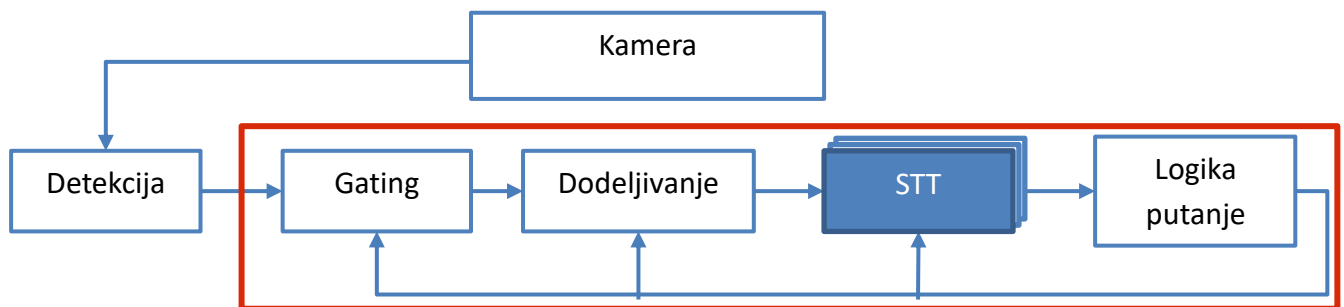 Kamera
Detekcija
Gating
Dodeljivanje
STT
Logika
putanje